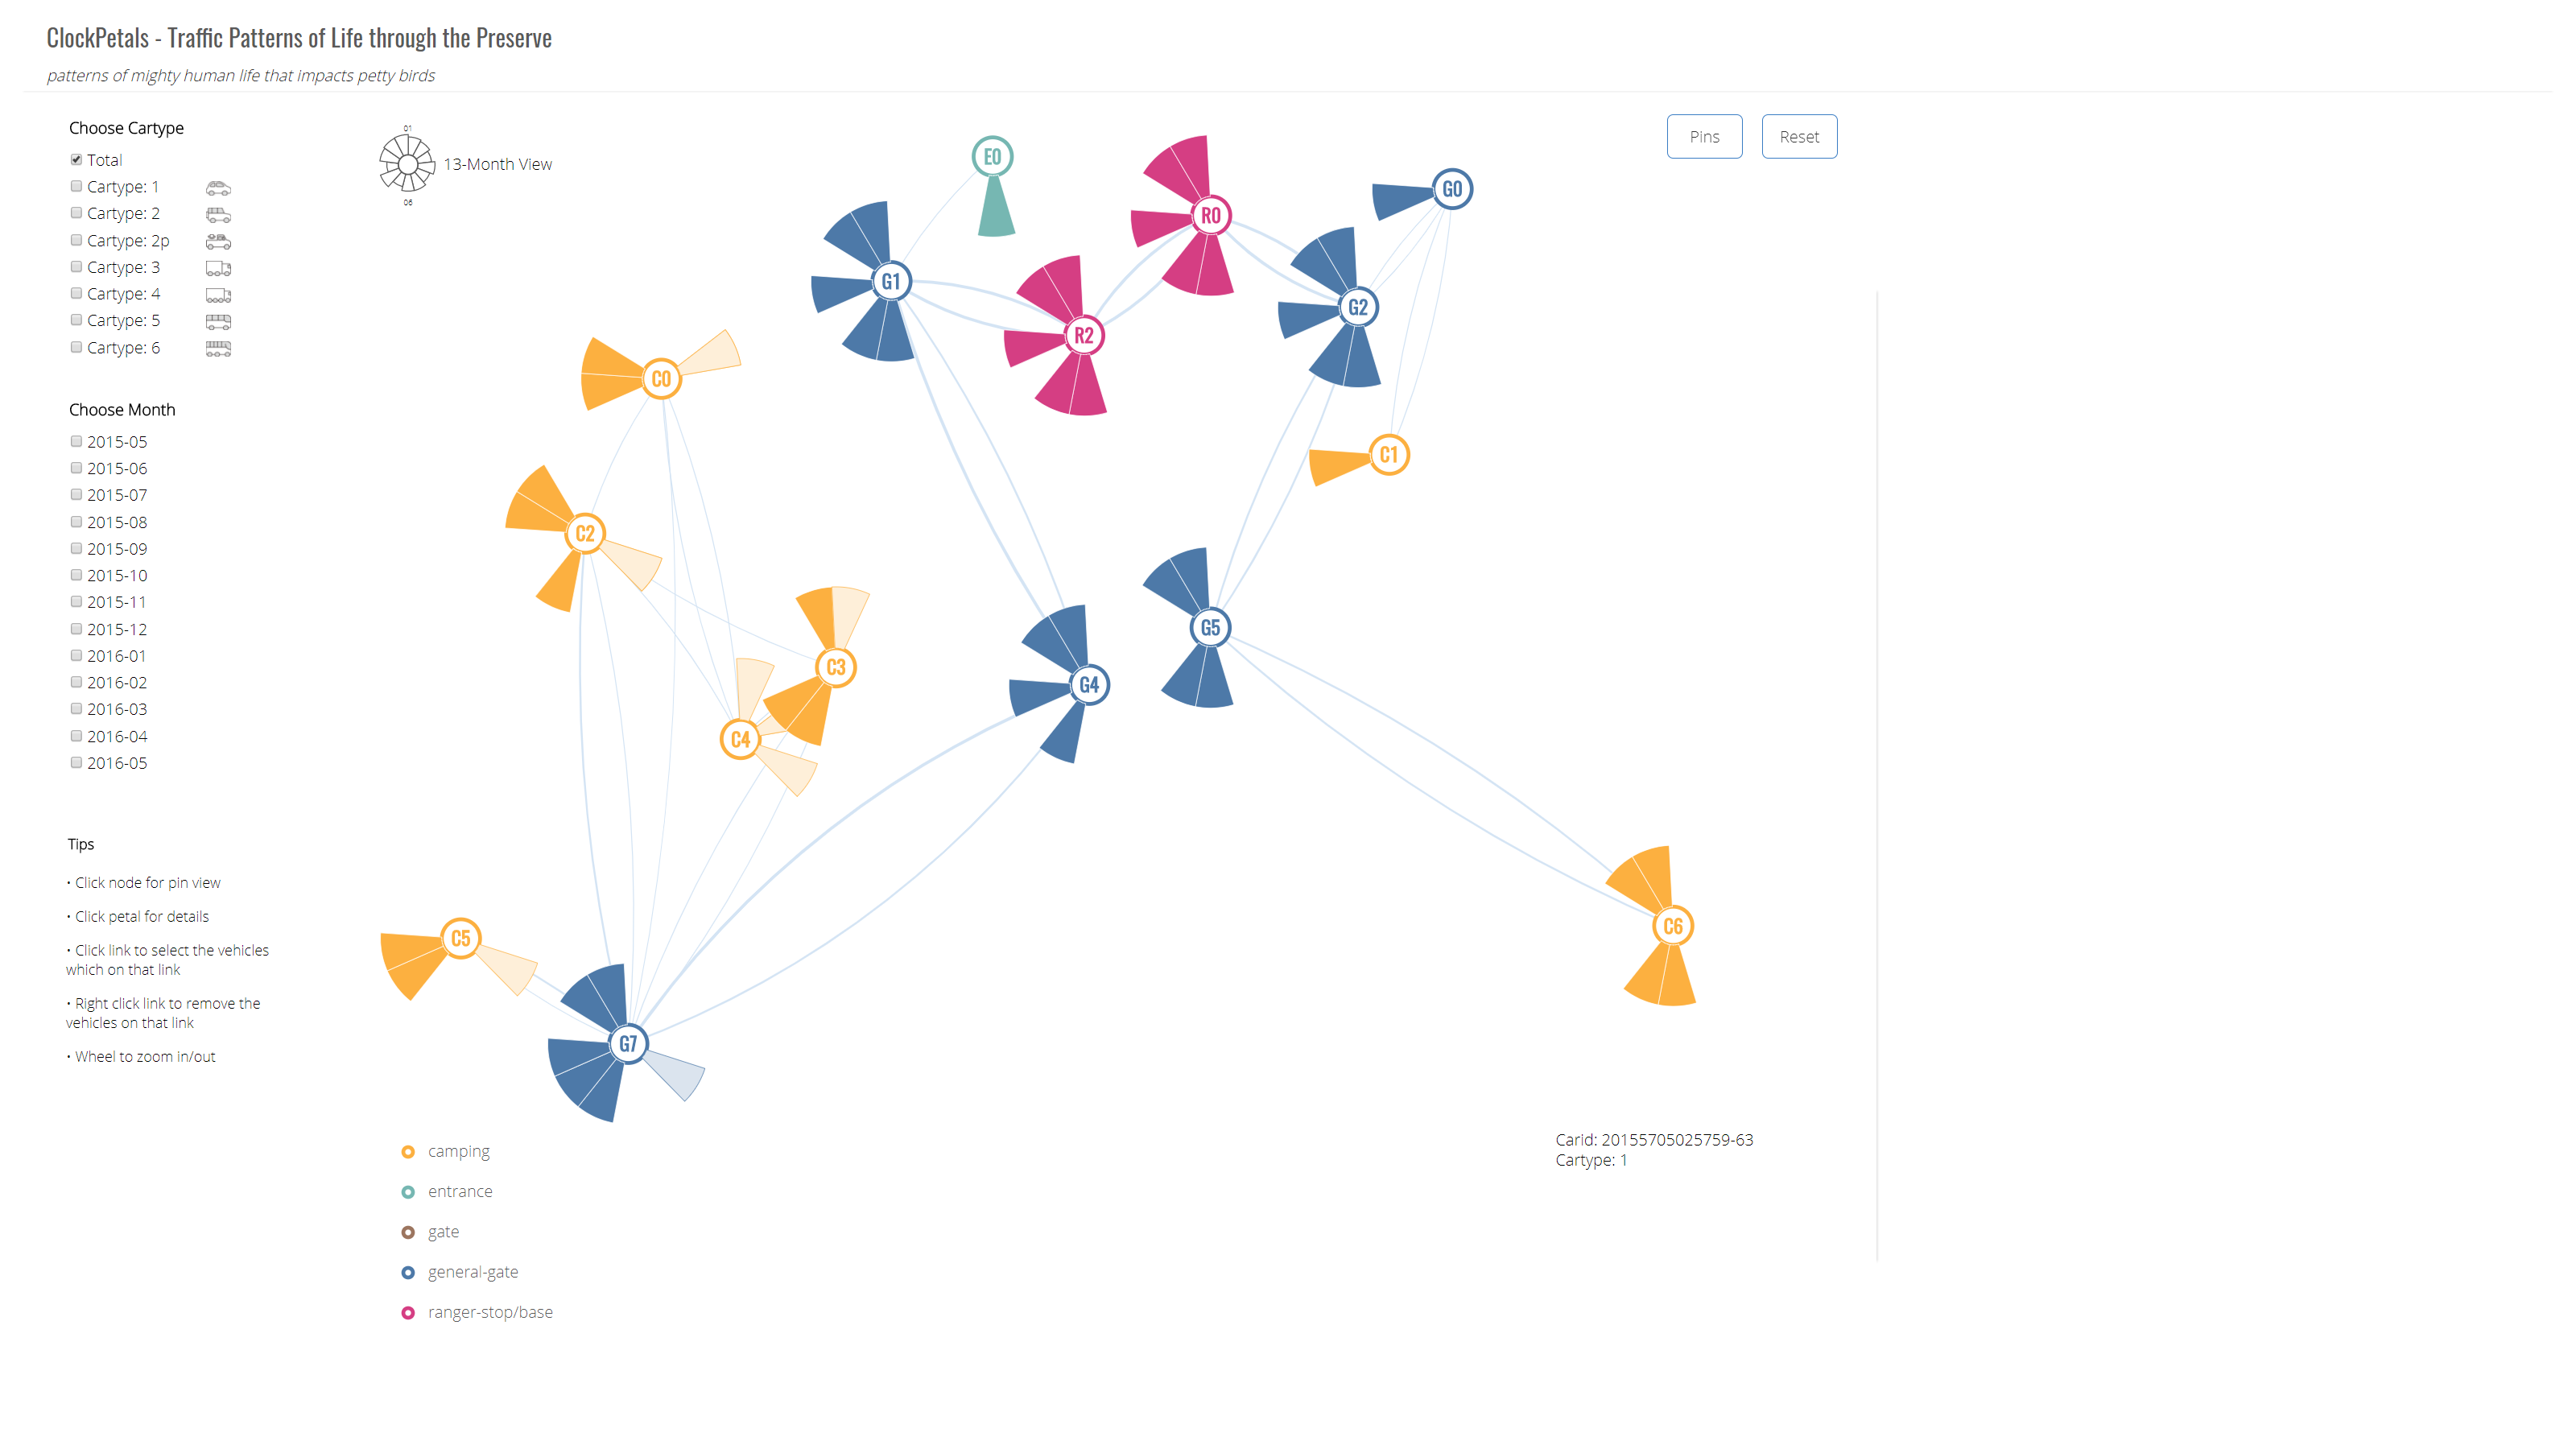 ClockPetals - Traffic Patterns of Life through the Preserve
patterns of mighty human life that impacts petty birds
Choose Cartype
Total
Cartype: 1
Cartype: 2
Cartype: 2p
Cartype: 3
Cartype: 4
Cartype: 5
Cartype: 6
Choose Month
2015-05
2015-06
2015-07
2015-08
2015-09
2015-10
2015-11
2015-12
2016-01
2016-02
2016-03
2016-04
2016-05
Tips
• Click node for pin view
• Click petal for details
• Click link to select the vehicles
which on that link
• Right click link to remove the
vehicles on that link
• Wheel to zoom in/out
01
13-Month View
Pins
Reset
E0
G0
R0
G1
G2
R2
C0
C1
C2
G5
C3
G4
C4
C6
C5
G7
camping
entrance
gate
general-gate
ranger-stop/base
Carid: 20155705025759-63
Cartype: 1